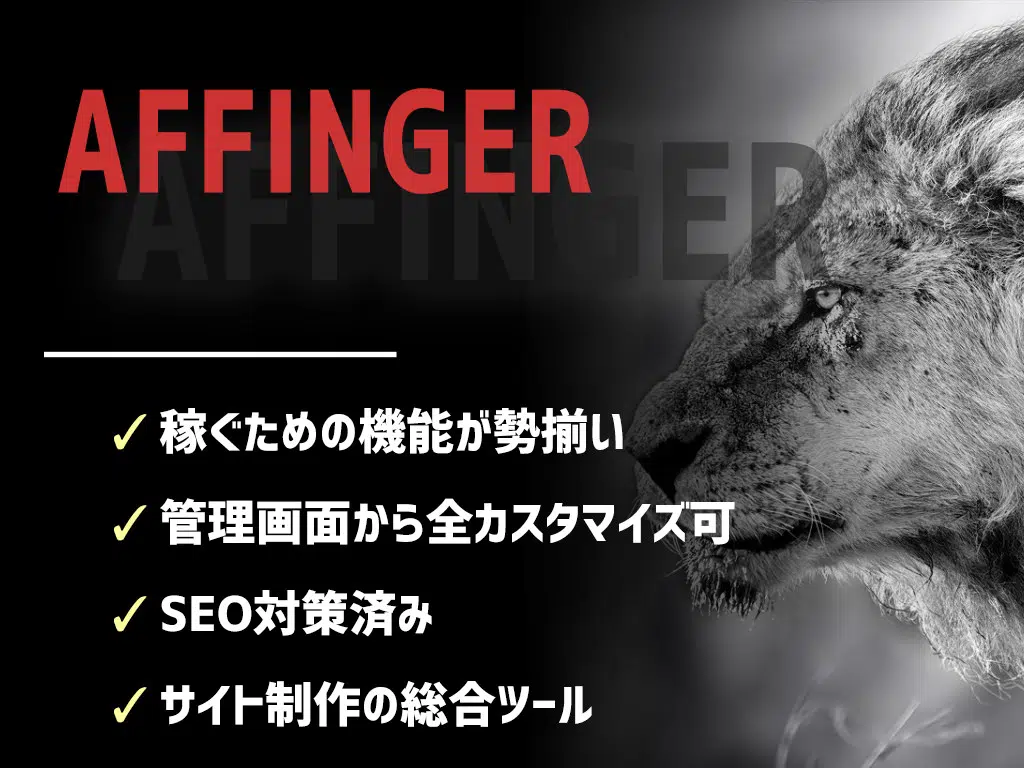 AFFINGER
AFFINGER
✓ 稼ぐための機能が勢揃い
✓ 管理画面から全カスタマイズ可
✓ SEO対策済み
✓ サイト制作の総合ツール